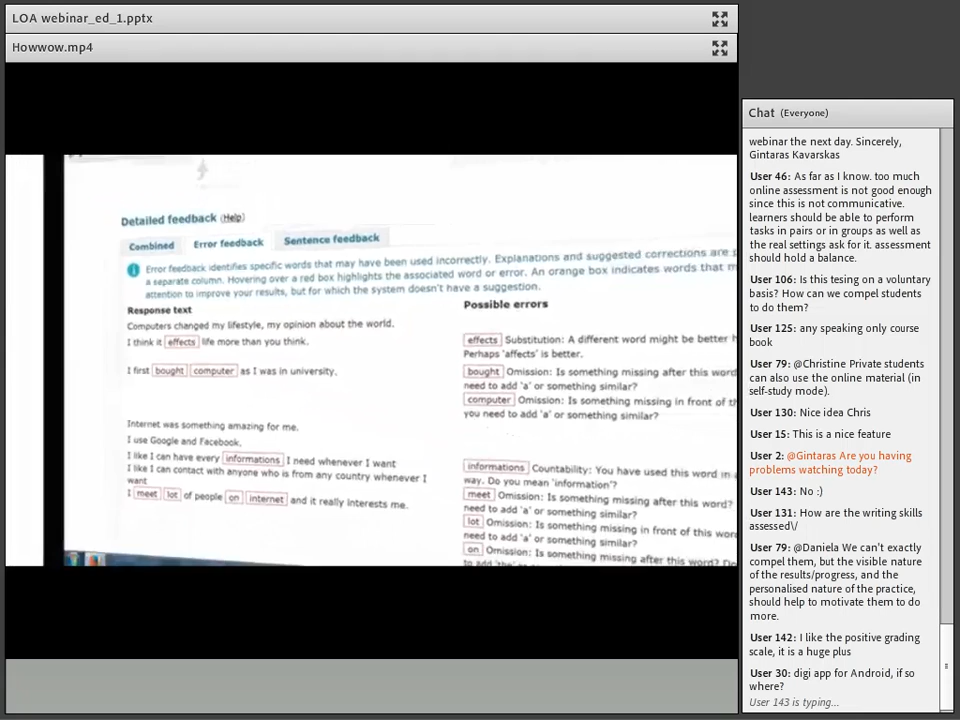 LOA webinar_ed_1.pptx
Howwow.mp4
Detailed feedback (Help)
Combined Error feedback Sentence feedback
Error feedback identifies specific words that may have been used incorrectly. Explanations and suggested corrections are
a separate column. Hovering over a red box highlights the associated word or error. An orange box indicates words that
attention to improve your results, but for which the system doesn't have a suggestion.
Response text
Computers changed my lifestyle, my opinion about the world.
I think it effects life more than you think.
I first bought computer as I was in university.
Internet was something amazing for me.
I use Google and Facebook.
I like I can have every informations I need whenever I want
I like I can contact with anyone who is from any country whenever I
want
I meet lot of people on internet and it really interests me.
Possible errors
effects Substitution: A different word might be better
Perhaps 'affects' is better.
bought Omission: Is something missing after this word
need to add 'a' or something similar?
computer Omission: Is something missing in front of
you need to add 'a' or something similar?
informations Countability: You have used this word in
way. Do you mean 'information'?
meet Omission: Is something missing after this word?
need to add 'a' or something similar?
lot Omission: Is something missing in front of this
need to add 'a' or something similar?
on Omission: Is something missing after this word?
Chat (Everyone)
webinar the next day. Sincerely,
Gintaras Kavarskas
User 46: As far as I know. too much
online assessment is not good enough
since this is not communicative.
learners should be able to perform
tasks in pairs or in groups as well as
the real settings ask for it. assessment
should hold a balance.
User 106: Is this tesing on a voluntary
basis? How can we compel students
to do them?
User 125: any speaking only course
book
User 79: @Christine Private students
can also use the online material (in
self-study mode).
User 130: Nice idea Chris
User 15: This is a nice feature
User 2: @Gintaras Are you having
problems watching today?
User 143: No :)
User 131: How are the writing skills
assessed\/
User 79: @Daniela We can't exactly
compel them, but the visible nature
of the results/progress, and the
personalised nature of the practice,
should help to motivate them to do
more.
User 142: I like the positive grading
scale, it is a huge plus
User 30: digi app for Android, if so
where?
User 143 is typing...